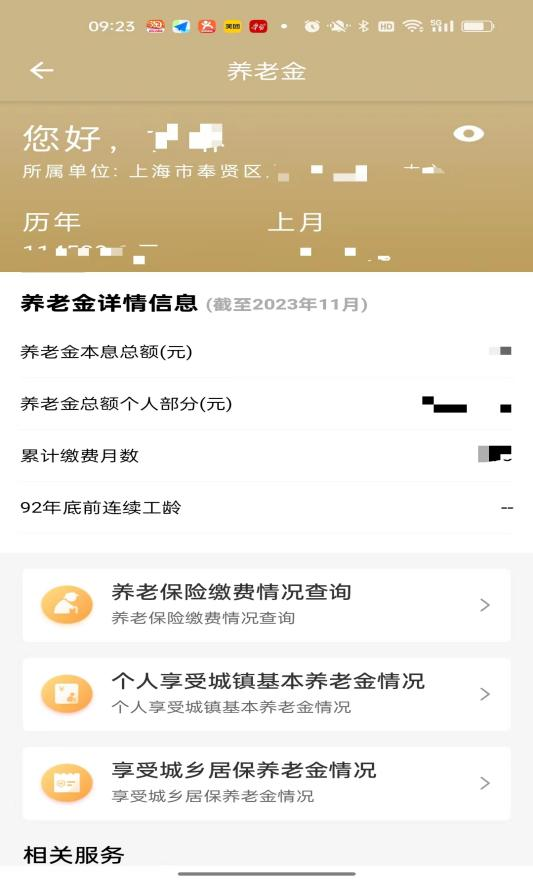 09:23
养老金
您好，
所属单位: 上海市奉贤区
历年
上月
养老金详情信息 (截至2023年11月)
养老金本息总额(元)
养老金总额个人部分(元)
累计缴费月数
92年底前连续工龄
--
养老保险缴费情况查询
养老保险缴费情况查询
个人享受城镇基本养老金情况
个人享受城镇基本养老金情况
享受城乡居保养老金情况
享受城乡居保养老金情况
相关服务